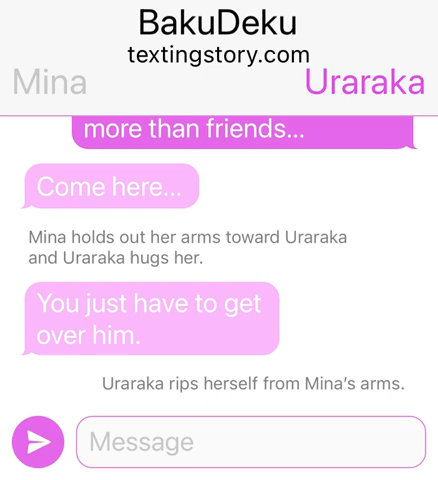 BakuDeku
textingstory.com
Mina Uraraka
more than friends...
Come here...
Mina holds out her arms toward Uraraka
and Uraraka hugs her.
You just have to get
over him.
Uraraka rips herself from Mina’s arms.
Message